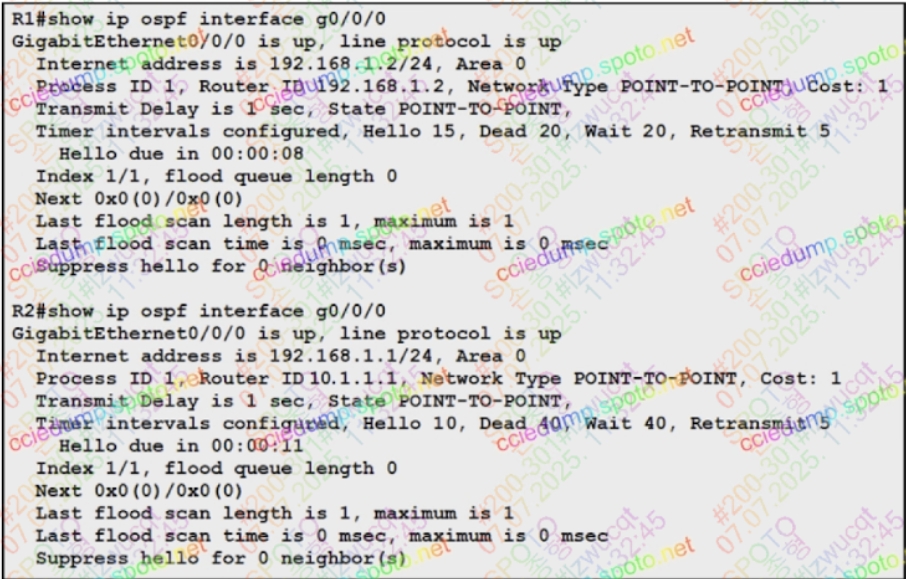 R1#show ip ospf interface g0/0/0
GigabitEthernet0/0/0 is up, line protocol is up
Internet address is 192.168.1.2/24, Area 0
Process ID 1, Router ID 192.168.1.2, Network Type POINT-TO-POINT, Cost: 1
Transmit Delay is 1 sec, State POINT-TO-POINT,
Timer intervals configured, Hello 15, Dead 20, Wait 20, Retransmit 5
Hello due in 00:00:08
Index 1/1, flood queue length 0
Next 0x0(0)/0x0(0)
Last flood scan length is 1, maximum is 1
Last flood scan time is 0 msec, maximum is 0 msec
Suppress hello for 0 neighbor(s)
R2#show ip ospf interface g0/0/0
GigabitEthernet0/0/0 is up, line protocol is up
Internet address is 192.168.1.1/24, Area 0
Process ID 1, Router ID10.1.1.1, Network Type POINT-TO-POINT, Cost: 1
Transmit Delay is 1 sec, State POINT-TO-POINT,
Timer intervals configured, Hello 10, Dead 40, Wait 40, Retransmit 5
Hello due in 00:00:11
Index 1/1, flood queue length 0
Next 0x0(0)/0x0(0)
Last flood scan length is 1, maximum is 1
Last flood scan time is 0 msec, maximum is 0 msec
Suppress hello for 0 neighbor(s)
cciedump.spoto.net